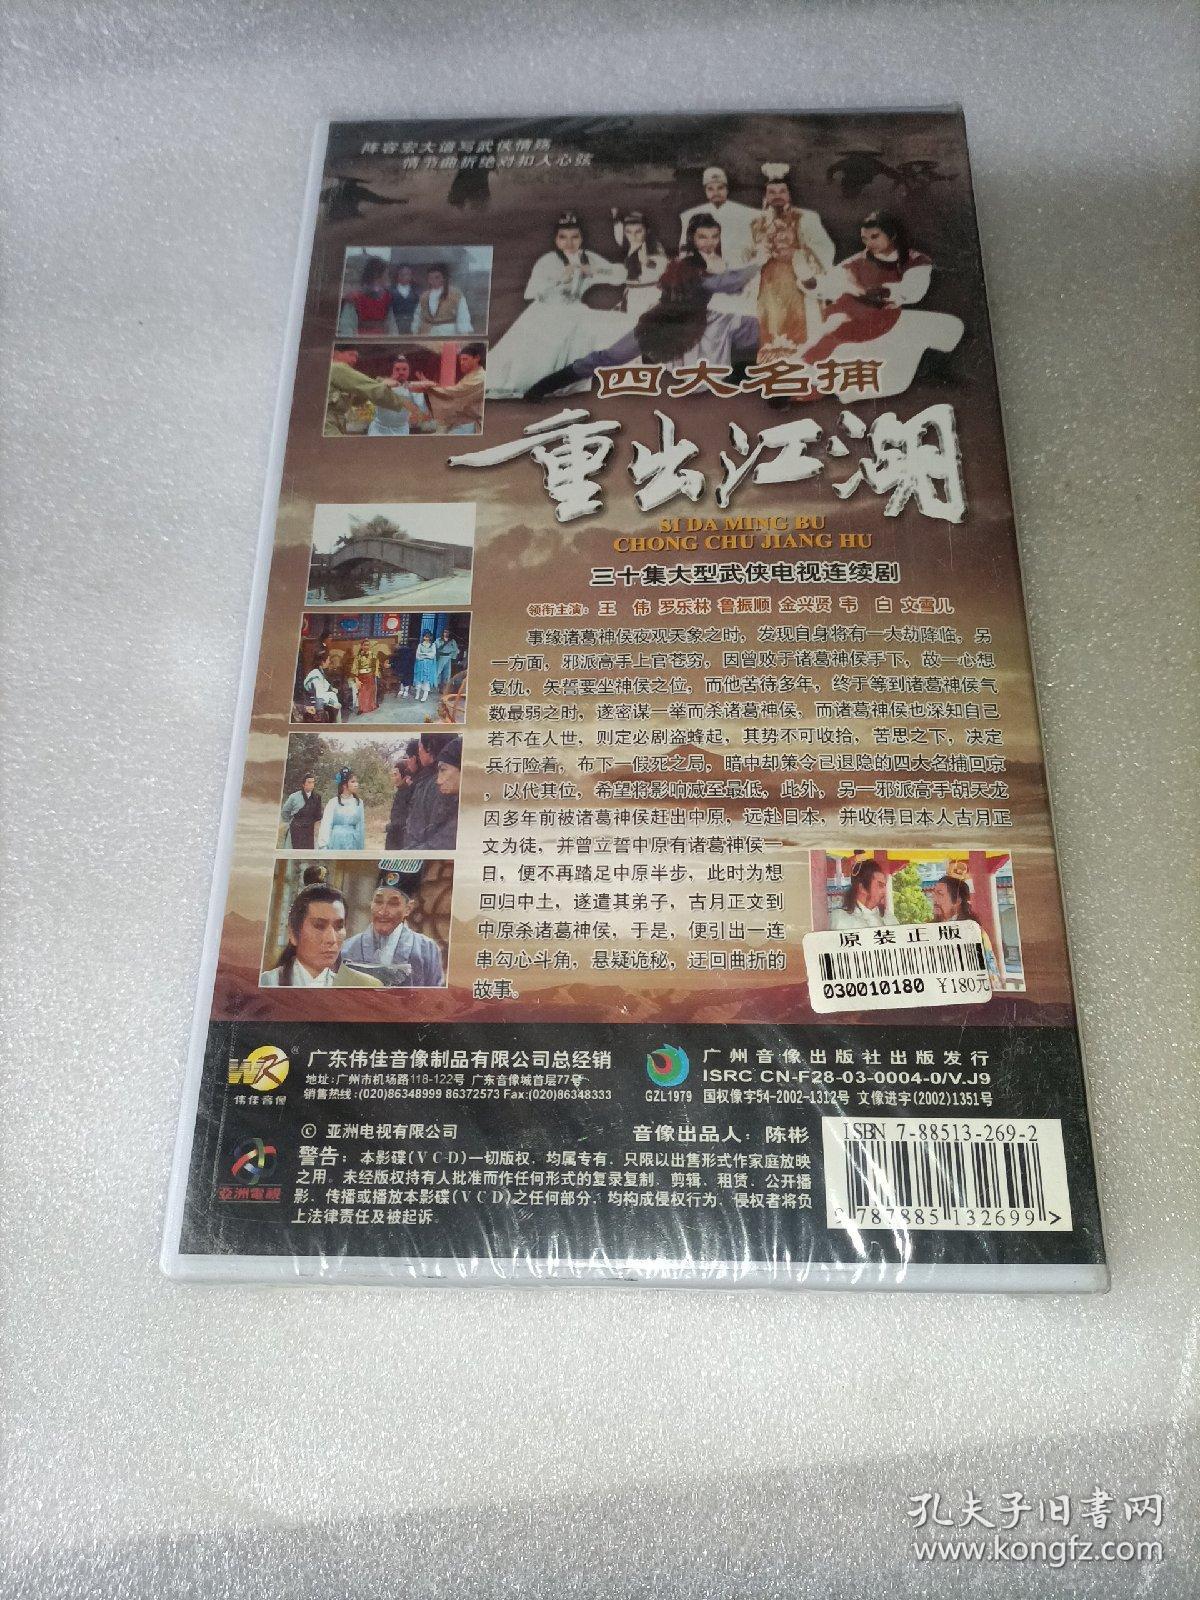 阵容宏大谱写武侠情路
情节曲折绝对扣人心弦
四大名捕
重出江湖
SI DA MING BU
CHONG CHU JIANG HU
三十集大型武侠电视连续剧
领衔主演：王 伟 罗乐林 鲁振顺 金兴贤 韦 白 文雪儿
事缘诸葛神侯夜观天象之时，发现自身将有一大劫降临，另
一方面，邪派高手上官苍穷，因曾败于诸葛神侯手下，故一心想
复仇，矢誓要坐神侯之位，而他苦待多年，终于等到诸葛神侯气
数最弱之时，遂密谋一举而杀诸葛神侯，而诸葛神侯也深知自己
若不在人世，则定必剧盗蜂起，其势不可收拾，苦思之下，决定
兵行险着，布下一假死之局，暗中却策令已退隐的四大名捕回京
，以代其位，希望将影响减至最低，此外，另一邪派高手胡天龙
因多年前被诸葛神侯赶出中原，远赴日本，并收得日本人古月正
文为徒，并曾立誓中原有诸葛神侯一
日，便不再踏足中原半步，此时为想
回归中土，遂遣其弟子，古月正文到
中原杀诸葛神侯，于是，便引出一连
串勾心斗角，悬疑诡秘，迂回曲折的
故事。
原装正版
030010180 ￥180元
WK
®
伟佳音像
广东伟佳音像制品有限公司总经销
地址:广州市机场路118-122号 广东音像城首层77号
销售热线:(020)86348999 86372573 Fax:(020)86348333
GZL1979
广州音像出版社出版发行
ISRC CN-F28-03-0004-0/V.J9
国权像字54-2002-1312号 文像进字(2002)1351号
© 亚洲电视有限公司
音像出品人：陈彬
亞洲電視
警告：本影碟(VCD)一切版权，均属专有，只限以出售形式作家庭放映
之用。未经版权持有人批准而作任何形式的复录复制、剪辑、租赁、公开播
影、传播或播放本影碟(VCD)之任何部分，均构成侵权行为，侵权者将负
上法律责任及被起诉。
ISBN 7-88513-269-2
9 787885 132699 >
孔夫子旧书网
www.kongfz.com